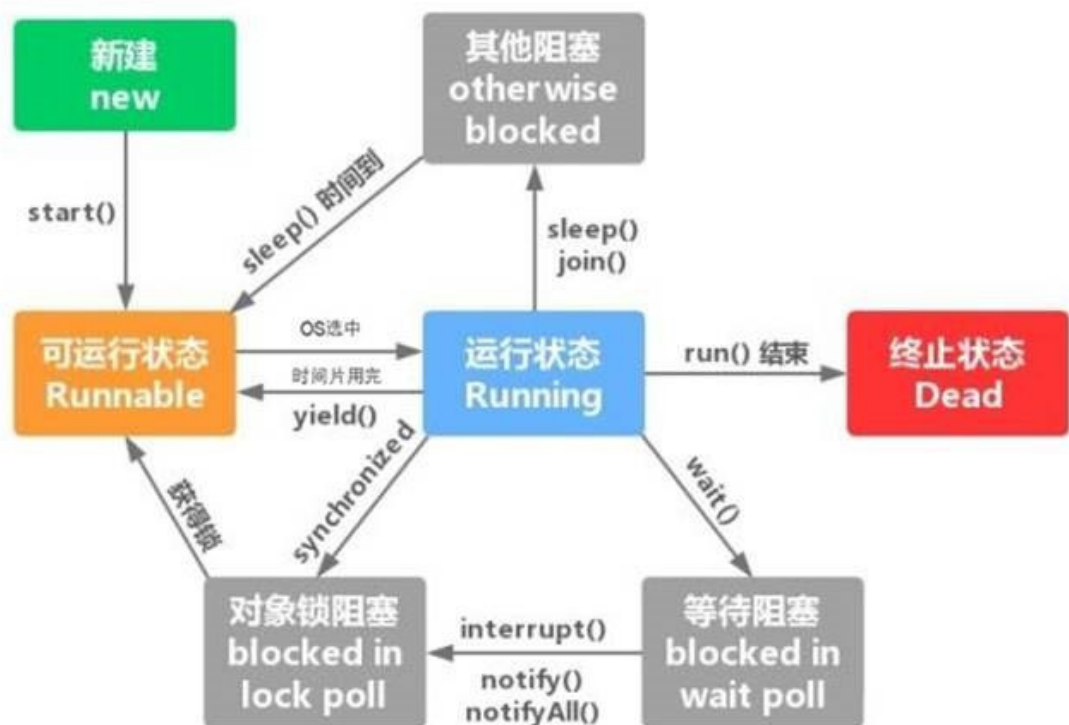 新建
new
其他阻塞
otherwise
blocked
start()
sleep() 时间到
sleep()
join()
可运行状态
Runnable
OS选中
时间片用完
yield()
运行状态
Running
run() 结束
终止状态
Dead
获得锁
synchronized
wait()
对象锁阻塞
blocked in
lock poll
interrupt()
notify()
notifyAll()
等待阻塞
blocked in
wait poll